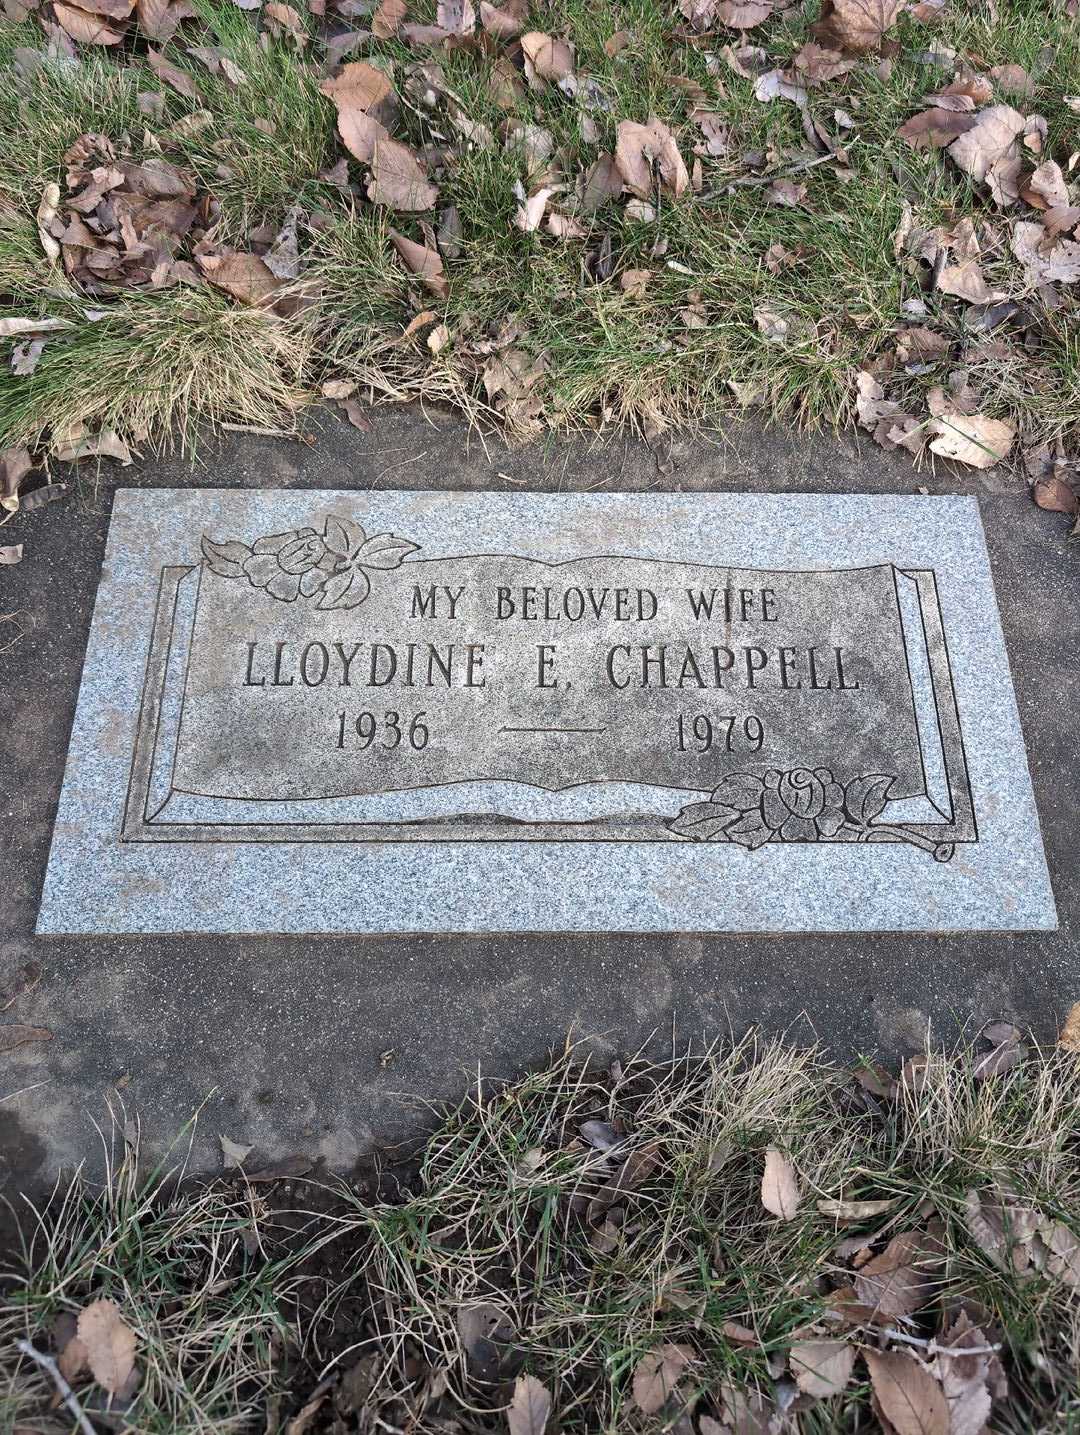 MY BELOVED WIFE
LLOYDINE E. CHAPPELL
1936 — 1979